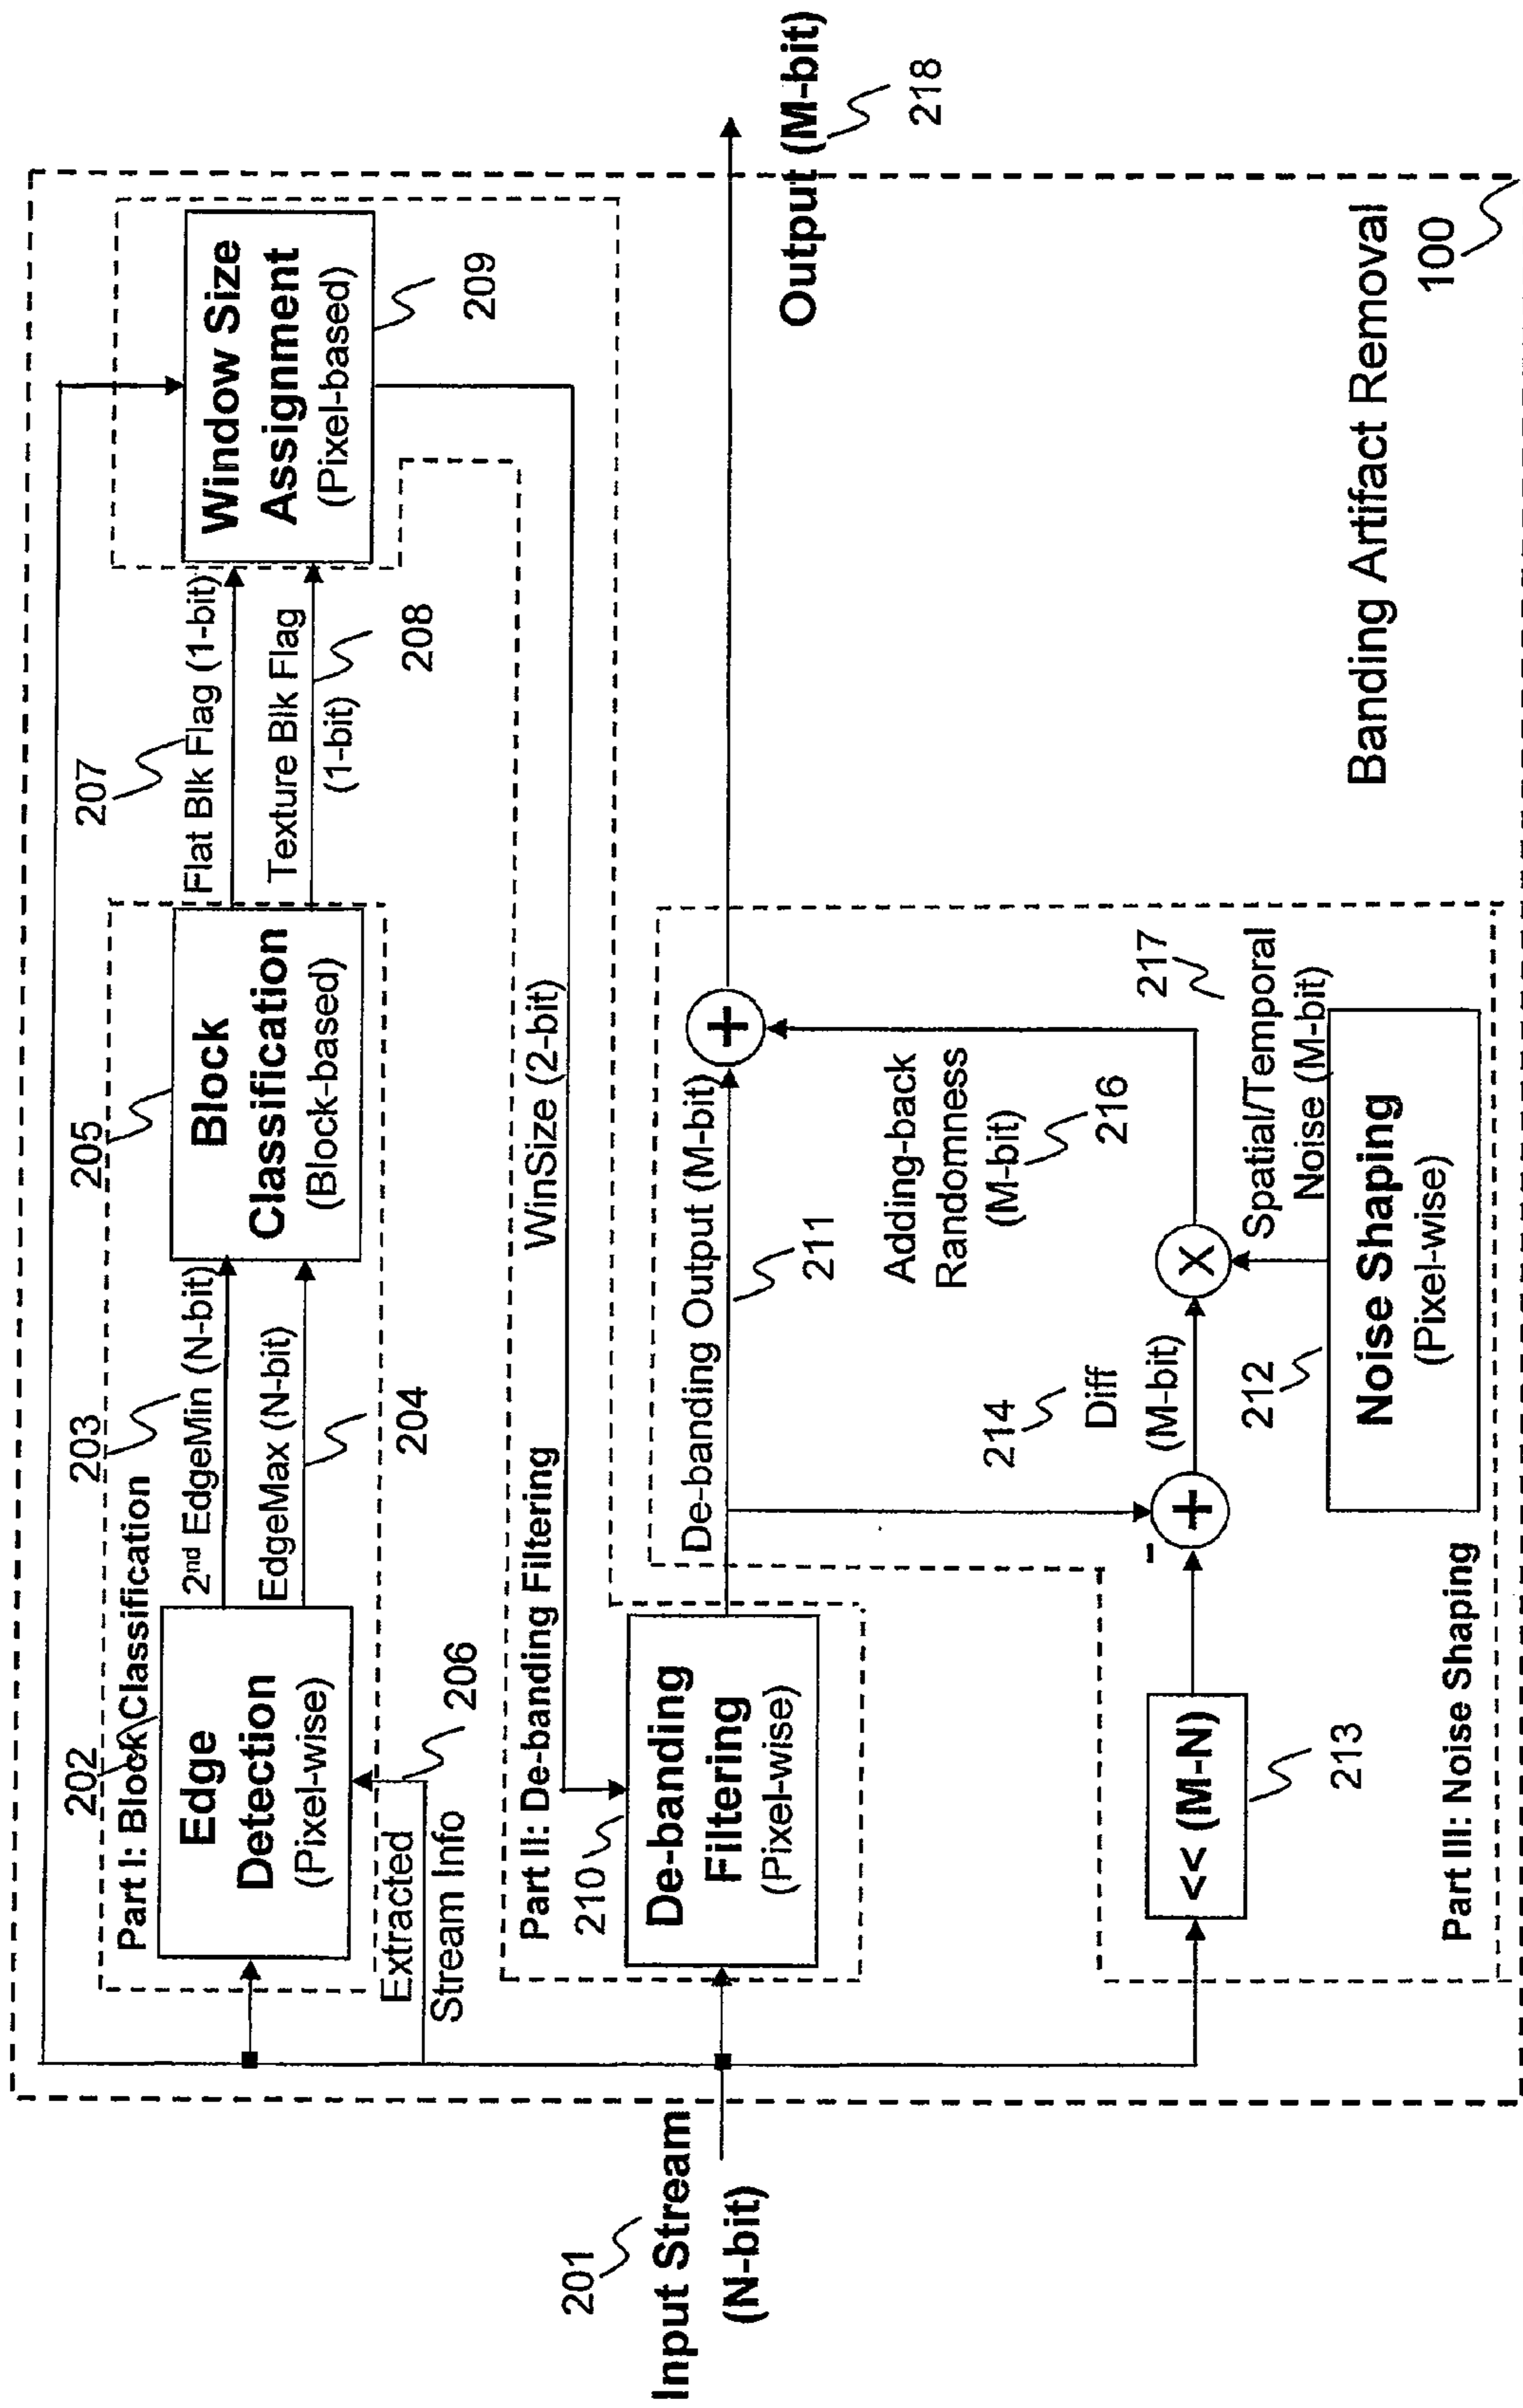 201
Input Stream
(N-bit)
Part I: Block Classification
202
Edge
Detection
(Pixel-wise)
203
2nd EdgeMin (N-bit)
EdgeMax (N-bit)
204
205
Block
Classification
(Block-based)
Extracted
Stream Info
206
207
Flat Blk Flag (1-bit)
Texture Blk Flag
(1-bit)
208
Window Size
Assignment
(Pixel-based)
209
Part II: De-banding Filtering
WinSize (2-bit)
210
De-banding
Filtering
(Pixel-wise)
De-banding Output (M-bit)
211
+
Output (M-bit)
218
Adding-back
Randomness
(M-bit)
216
<< (M-N)
213
-
+
214
Diff
(M-bit)
X
217
Spatial/Temporal
Noise (M-bit)
212
Noise Shaping
(Pixel-wise)
Part III: Noise Shaping
Banding Artifact Removal
100